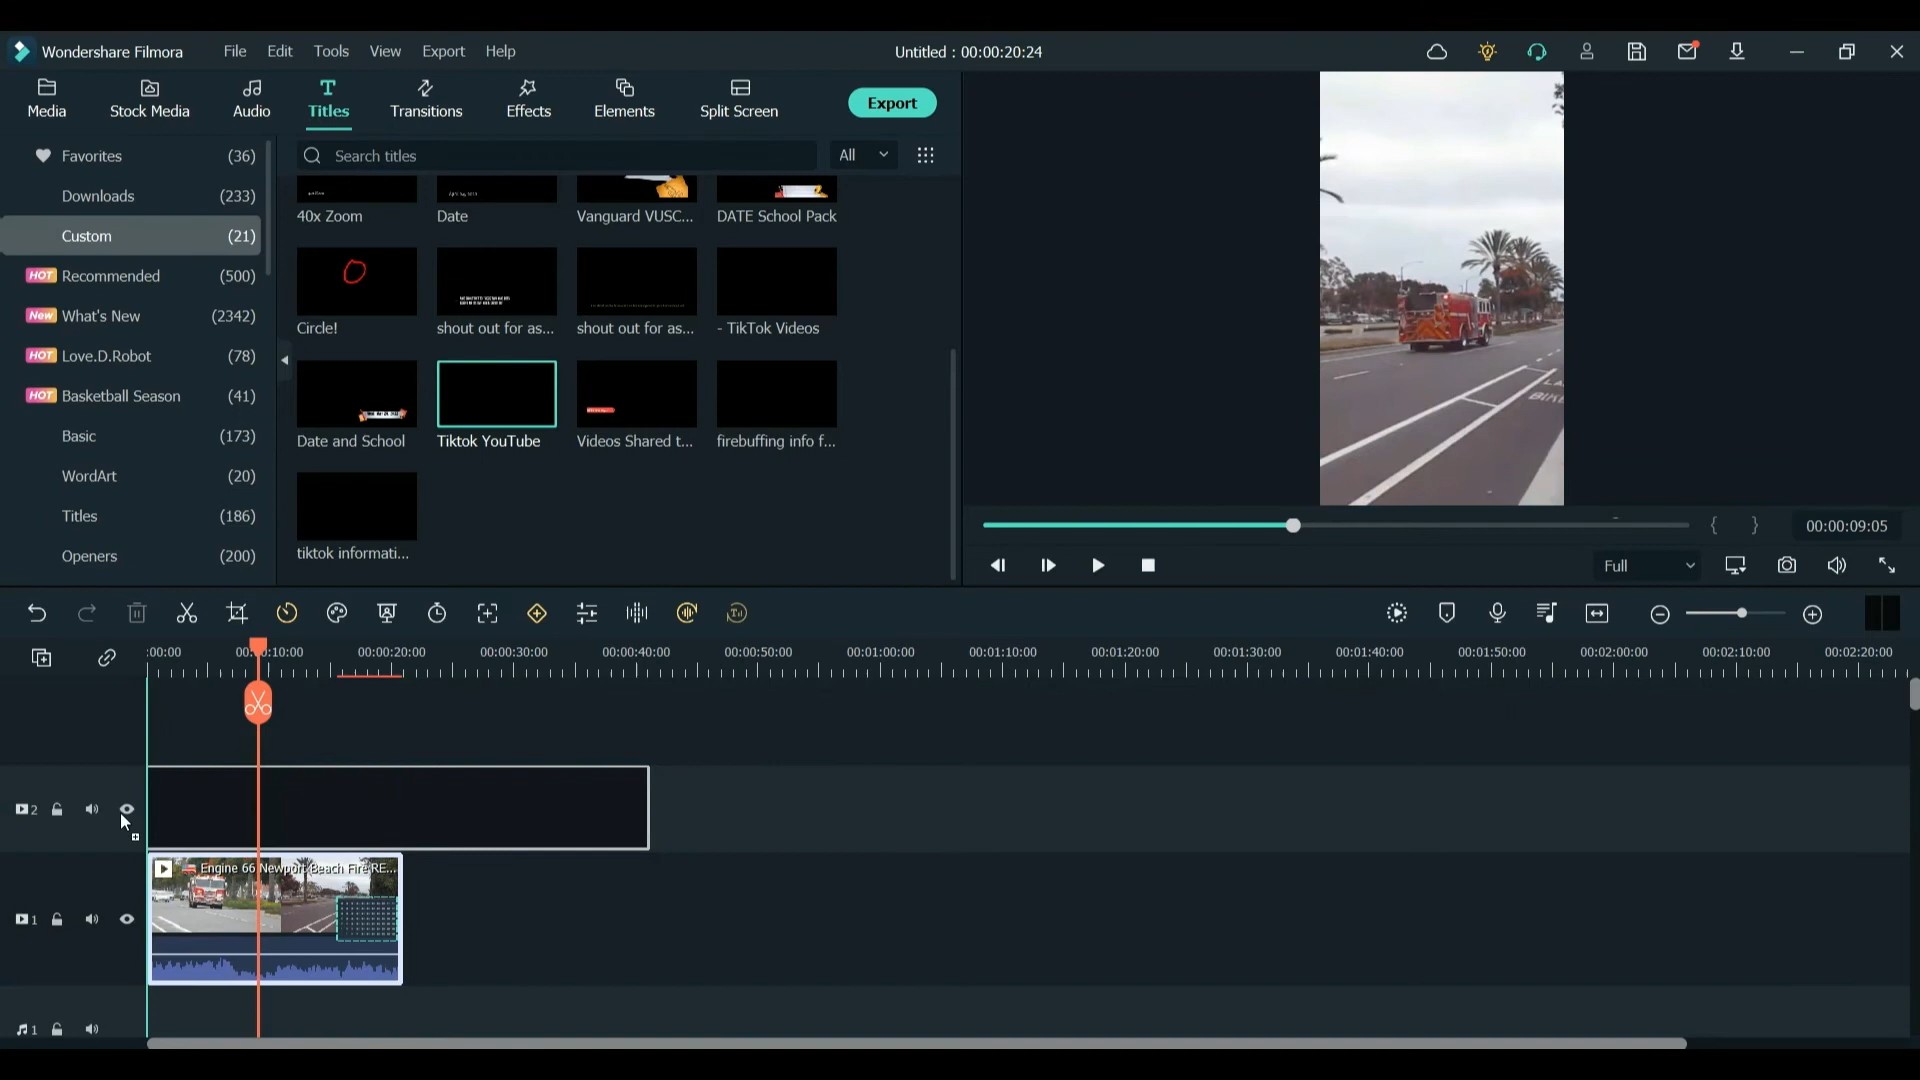 Wondershare Filmora File Edit Tools View Export Help Untitled : 00:00:20:24
Media Stock Media Audio Titles Transitions Effects Elements Split Screen Export
Favorites (36)
Downloads (233)
Custom (21)
HOT Recommended (500)
New What's New (2342)
HOT Love.D.Robot (78)
HOT Basketball Season (41)
Basic (173)
WordArt (20)
Titles (186)
Openers (200)
Search titles All
40x Zoom Date Vanguard VUSC... DATE School Pack
Circle! shout out for as... shout out for as... - TikTok Videos
Date and School Tiktok YouTube Videos Shared t... firebuffing info f...
tiktok informati...
BIKE
00:00:09:05
Full
:00:00 00:00:10:00 00:00:20:00 00:00:30:00 00:00:40:00 00:00:50:00 00:01:00:00 00:01:10:00 00:01:20:00 00:01:30:00 00:01:40:00 00:01:50:00 00:02:00:00 00:02:10:00 00:02:20:00
2
Engine 66 Newport Beach Fire RE...
1
1